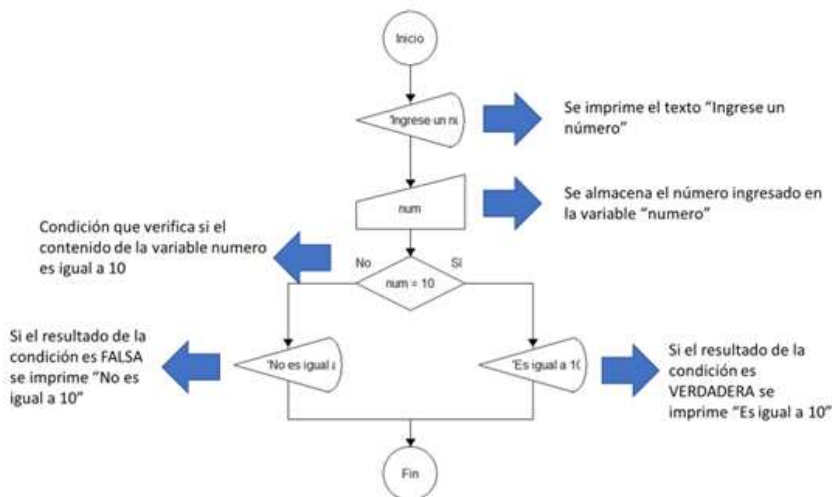 Inicio
"Ingrese un nú
Se imprime el texto “Ingrese un
número”
num
Se almacena el número ingresado en
la variable “numero”
Condición que verifica si el
contenido de la variable numero
es igual a 10
No
Sí
num = 10
Si el resultado de la
condición es FALSA
se imprime “No es
igual a 10”
"No es igual a
"Es igual a 10
Si el resultado de la
condición es
VERDADERA se
imprime “Es igual a 10”
Fin